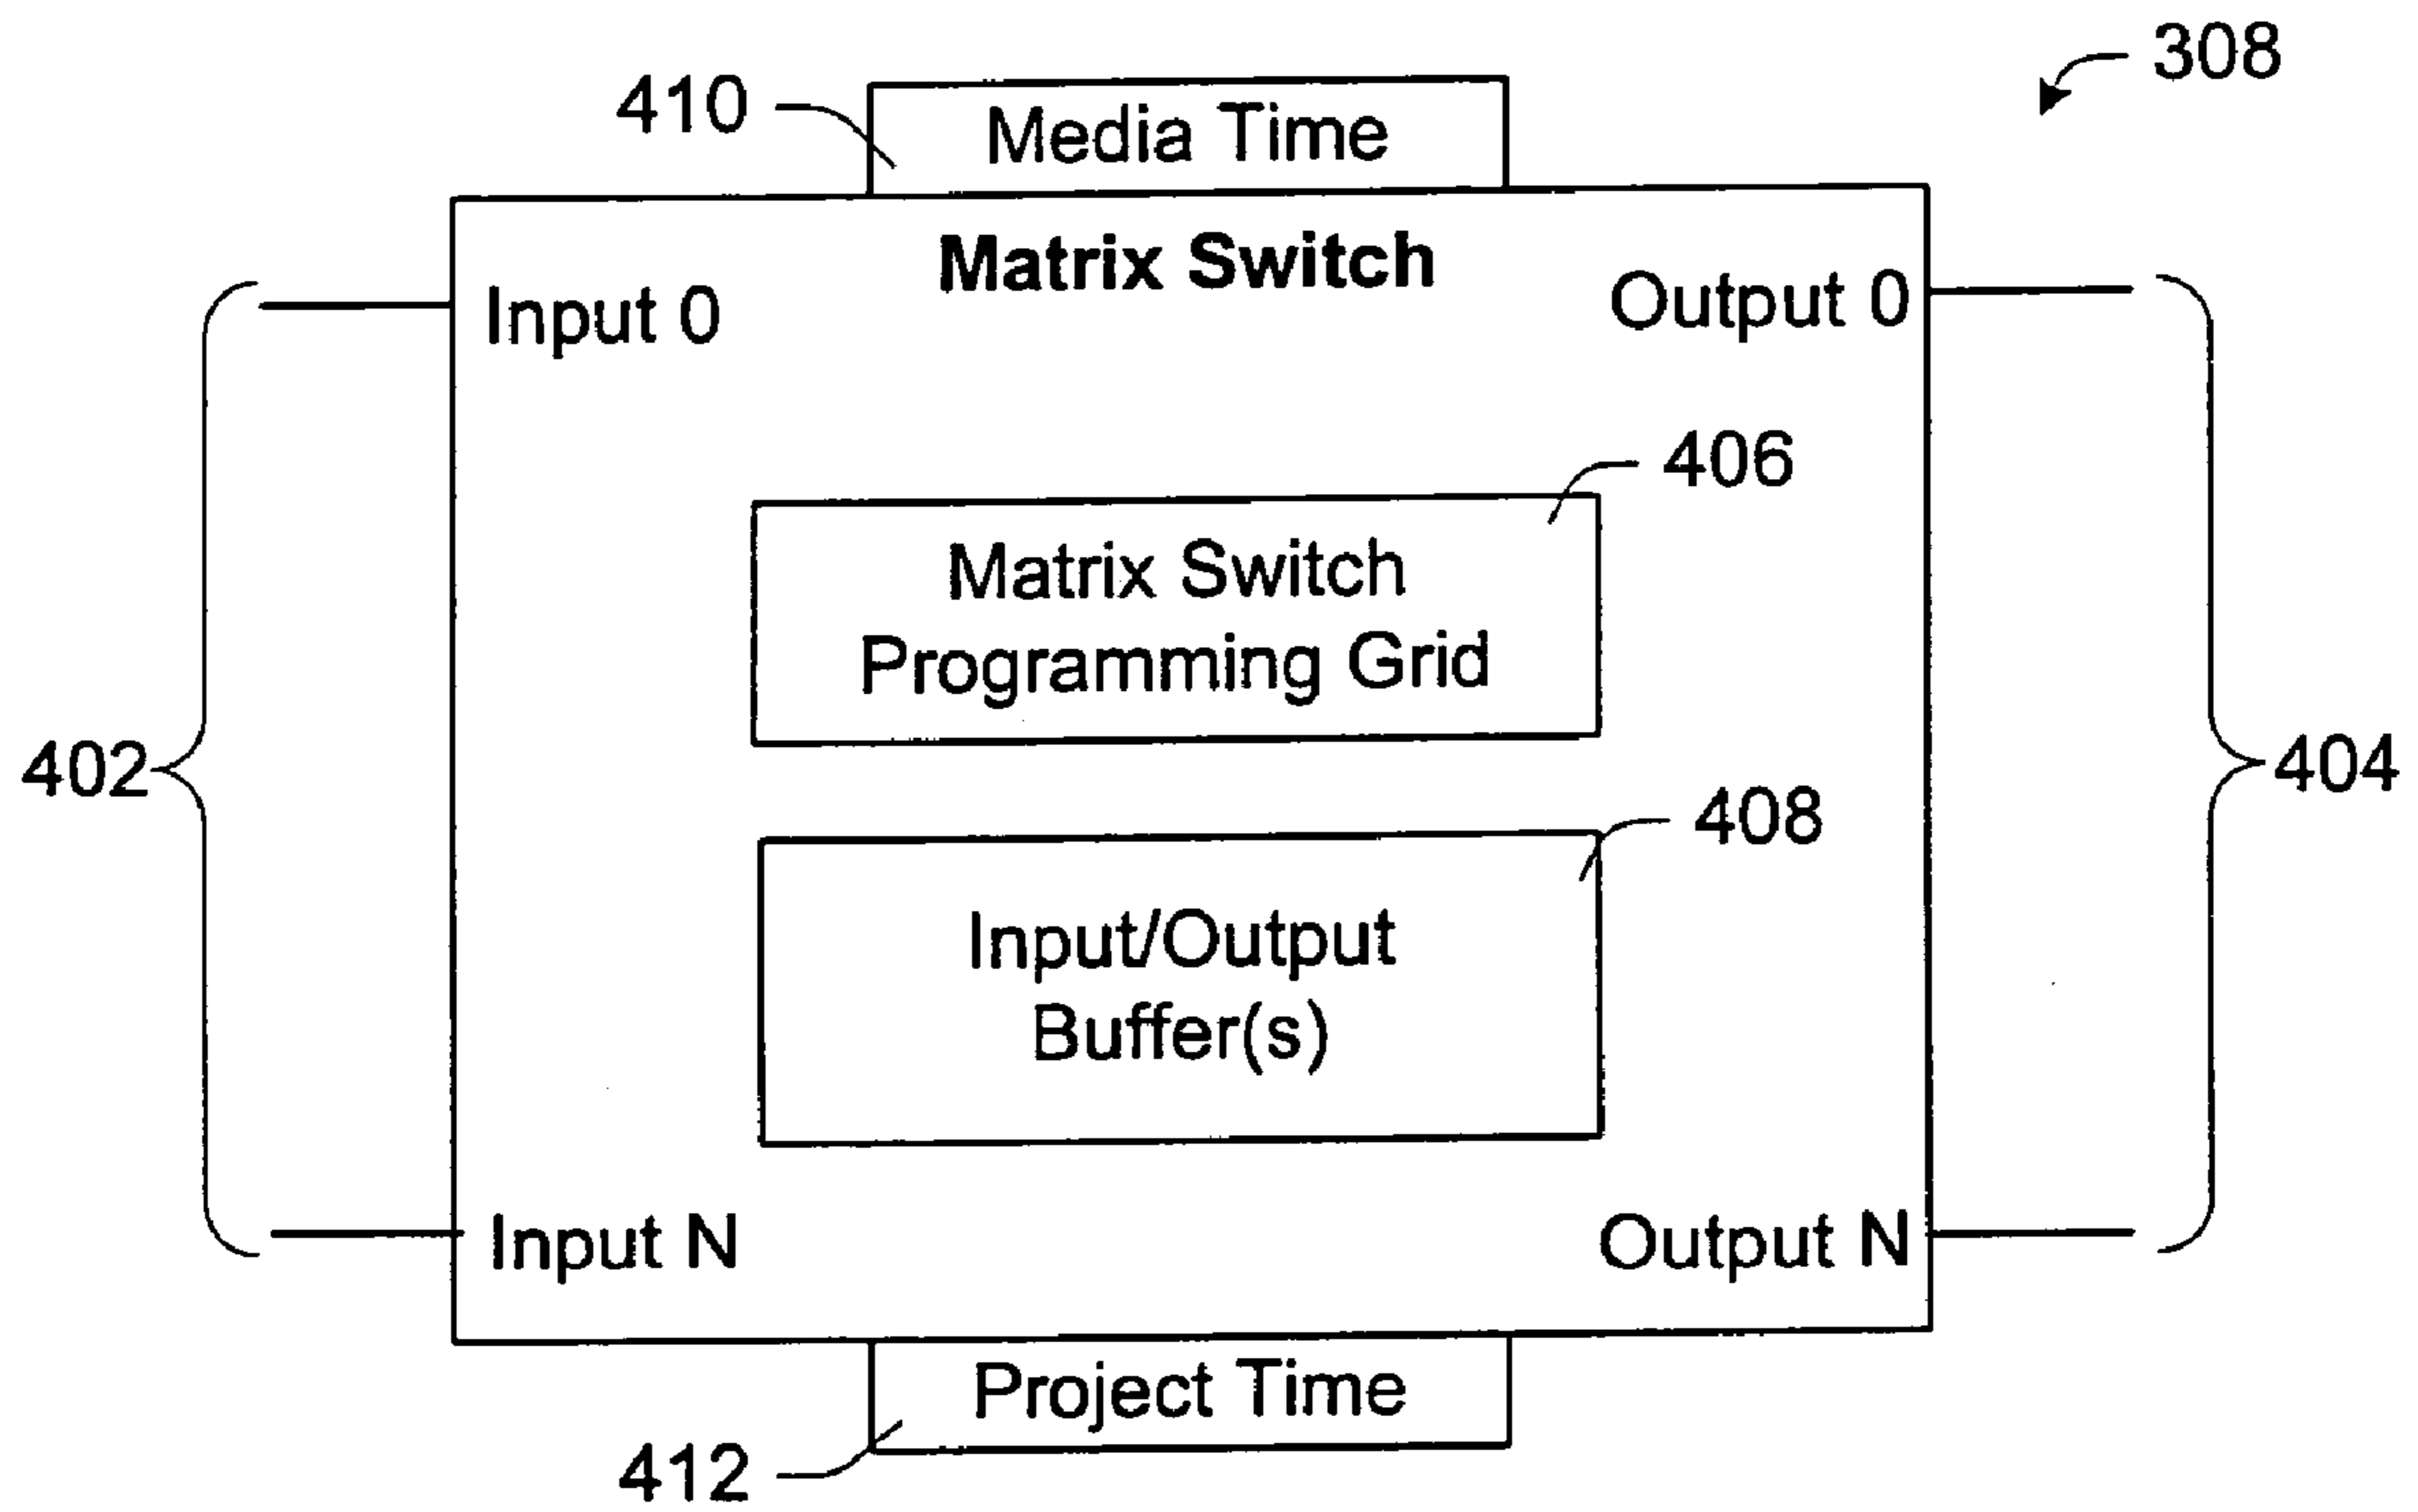 308
410
Media Time
Matrix Switch
Input 0
Output 0
406
Matrix Switch
Programming Grid
402
404
408
Input/Output
Buffer(s)
Input N
Output N
Project Time
412